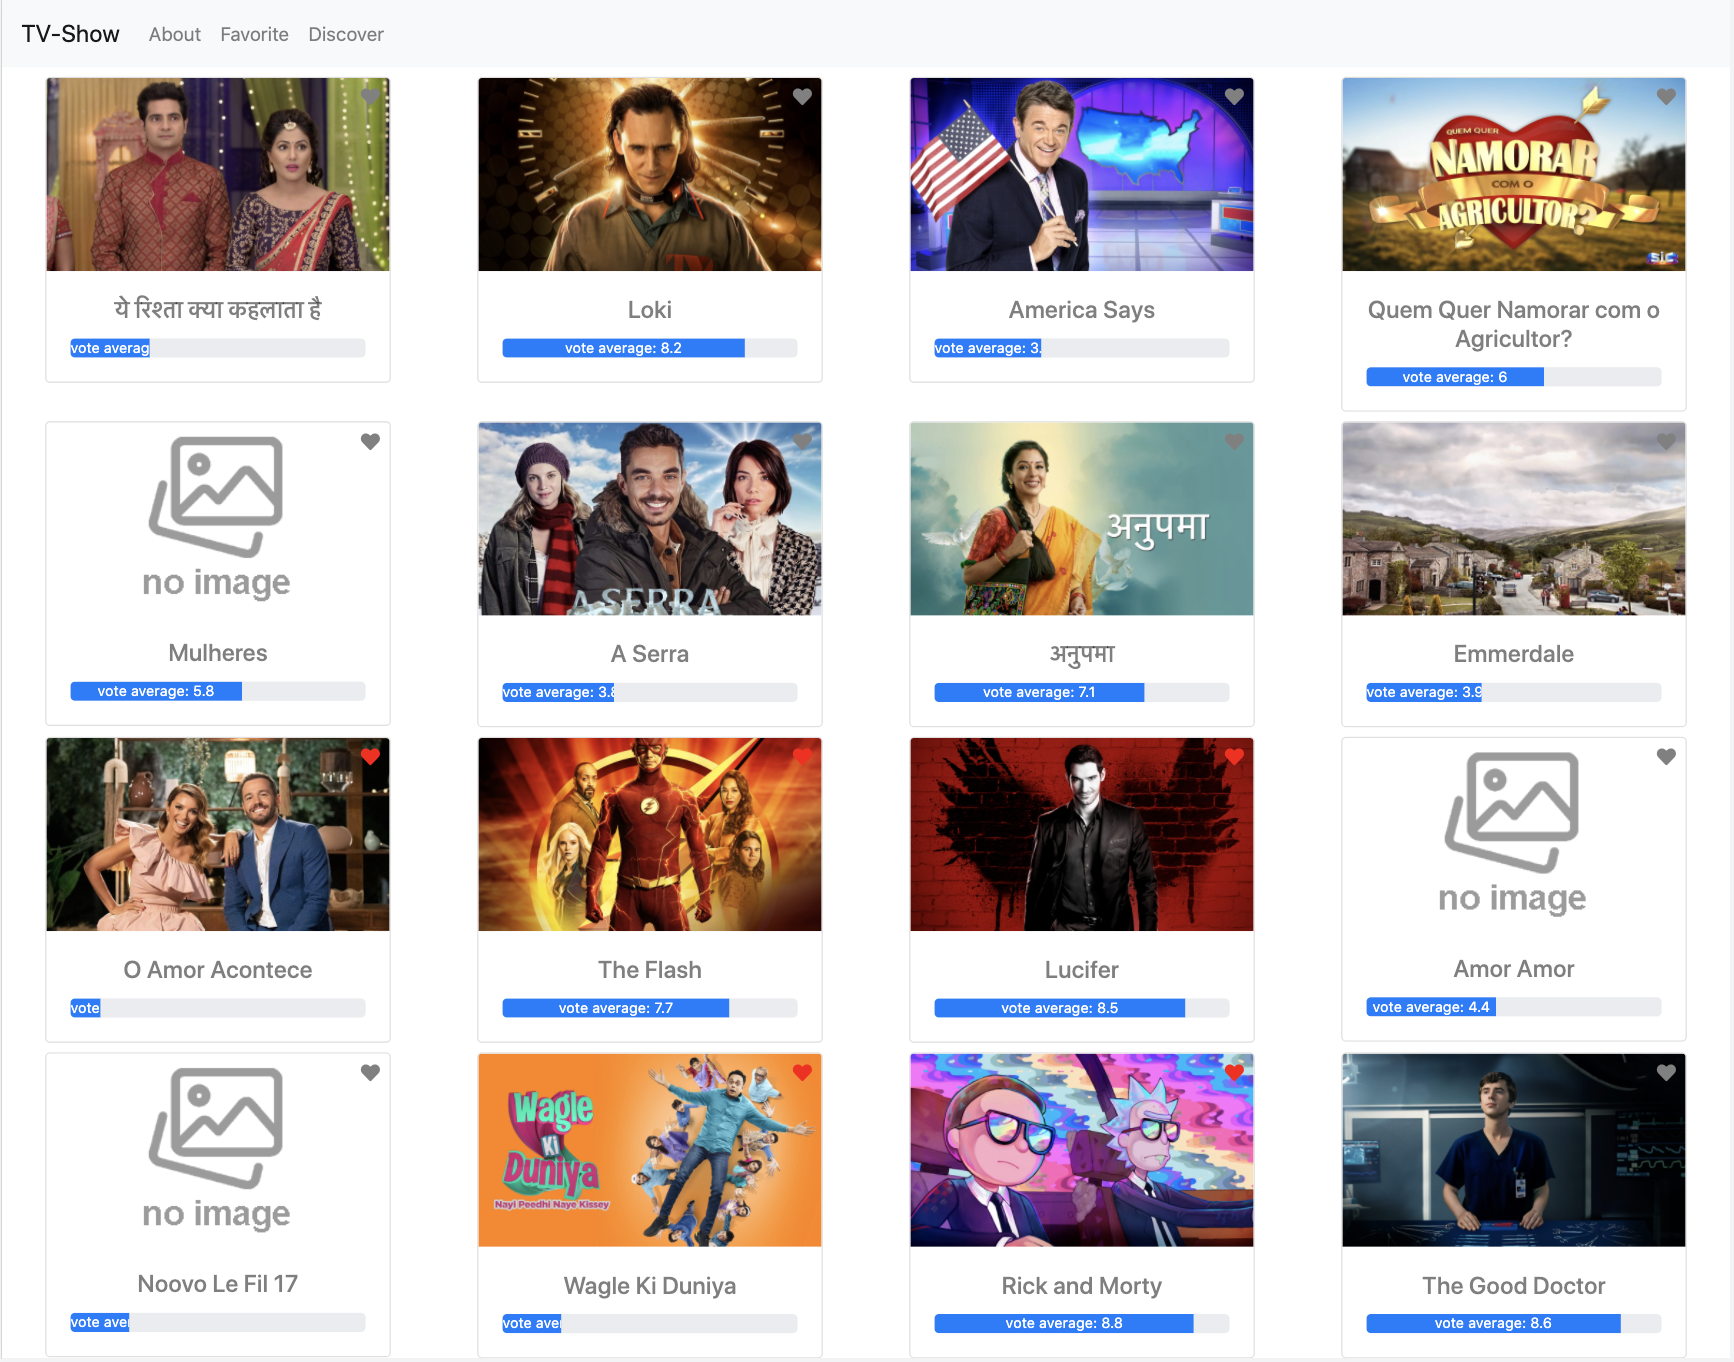 TV-Show About Favorite Discover
QUEM QUER
NAMORAR
COM O
AGRICULTOR?
SIC
ये रिश्ता क्या कहलाता है
Loki
America Says
Quem Quer Namorar com o
Agricultor?
vote averag
vote average: 8.2
vote average: 3.
vote average: 6
no image
A SERRA
अनुपमा
Mulheres
A Serra
अनुपमा
Emmerdale
vote average: 5.8
vote average: 3.8
vote average: 7.1
vote average: 3.9
no image
O Amor Acontece
The Flash
Lucifer
Amor Amor
vote
vote average: 7.7
vote average: 8.5
vote average: 4.4
no image
Wagle
Ki
Duniya
Nayi Peedhi Naye Kissey
Noovo Le Fil 17
Wagle Ki Duniya
Rick and Morty
The Good Doctor
vote aver
vote aver
vote average: 8.8
vote average: 8.6